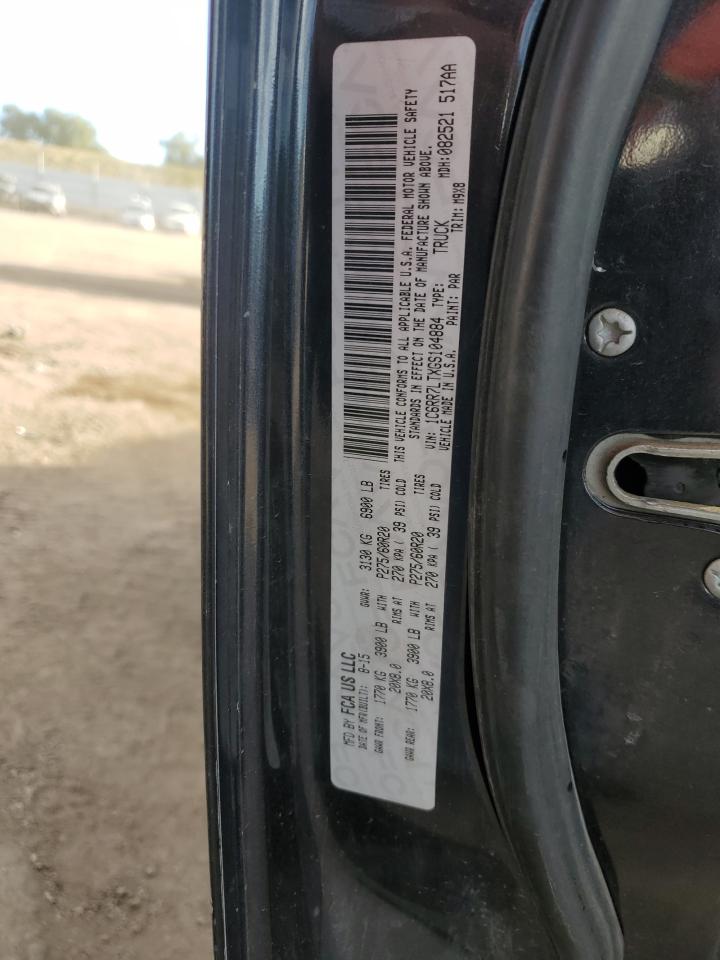 MFD BY FCA US LLC
DATE OF MFR(BUILT): 8-15 GVWR: 3130 KG 6900 LB
GAWR FRONT: 1770 KG 3900 LB WITH P275/60R20 TIRES
20X8.0 RIMS AT 270 KPA ( 39 PSI) COLD
GAWR REAR: 1770 KG 3900 LB WITH P275/60R20 TIRES
20X8.0 RIMS AT 270 KPA ( 39 PSI) COLD
THIS VEHICLE CONFORMS TO ALL APPLICABLE U.S.A. FEDERAL MOTOR VEHICLE SAFETY
STANDARDS IN EFFECT ON THE DATE OF MANUFACTURE SHOWN ABOVE.
VIN: 1C6RR7LTXGS104884 TYPE: TRUCK MDH:082521 517AA
VEHICLE MADE IN U.S.A. PAINT: PAR TRIM: M9X8